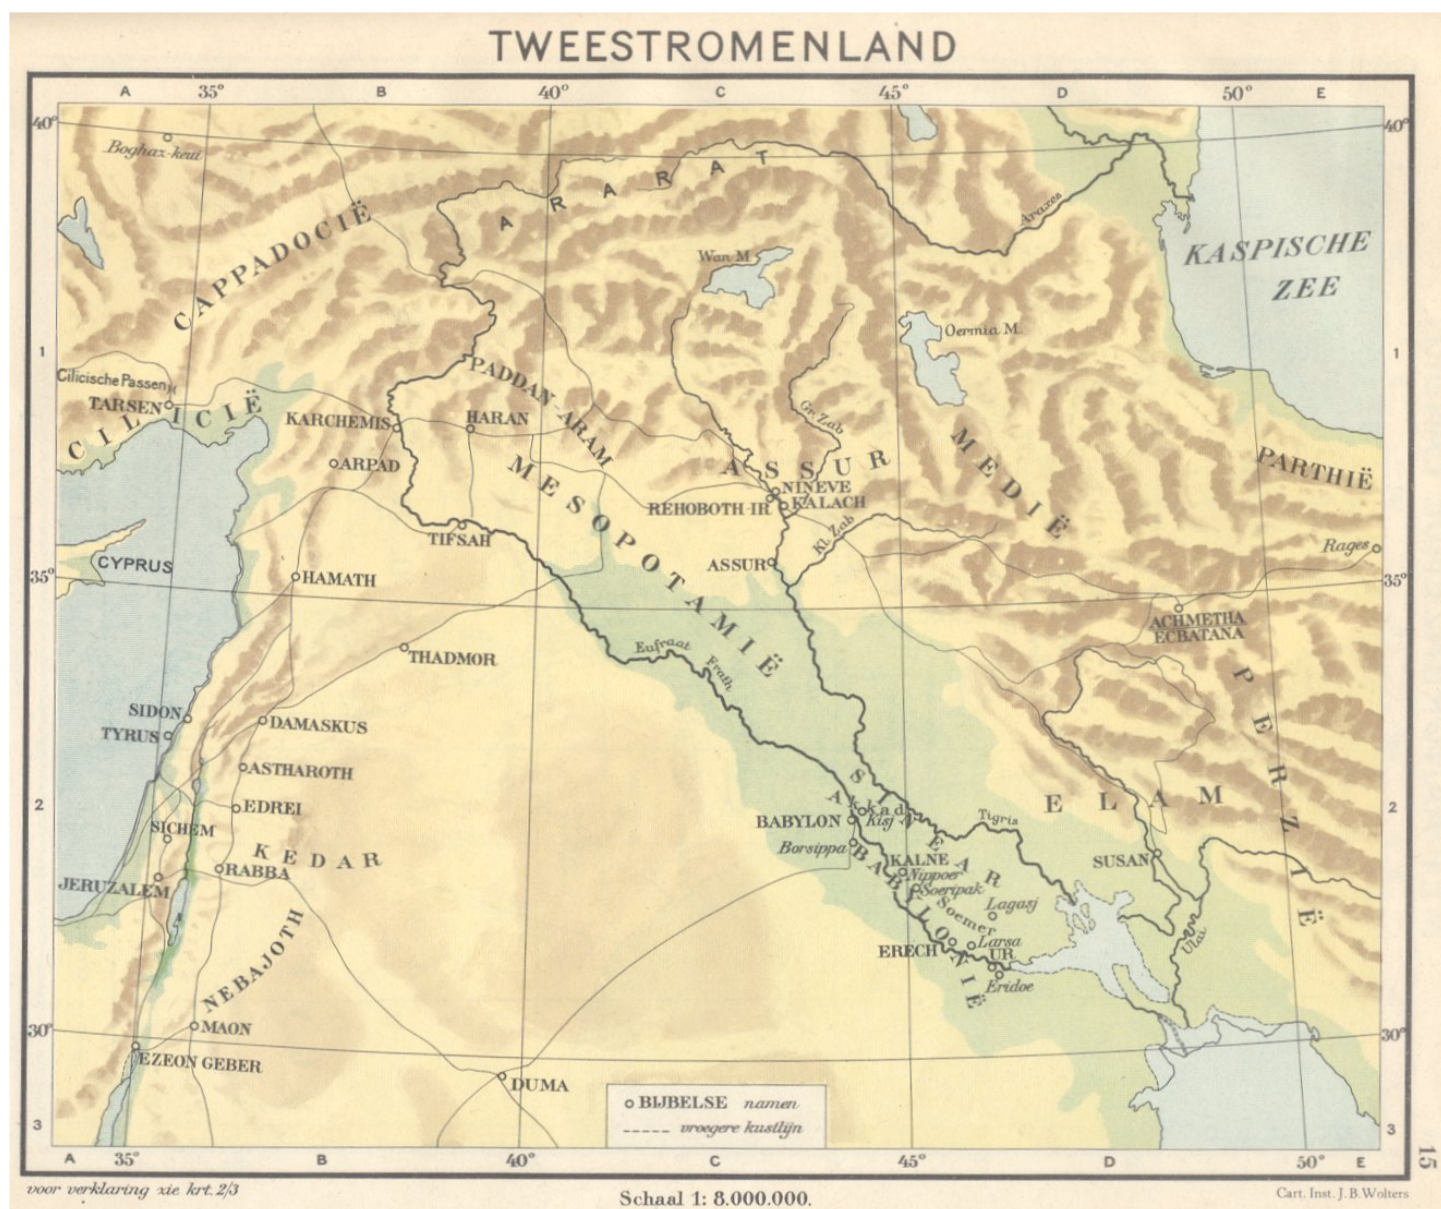 TWEESTROMENLAND
A 35° B 40° C 45° D 50° E
40° 40°
Boghaz-keui
ARARAT
Araxes
CAPPADOCIË
Wan M.
KASPISCHE
ZEE
Oermia M.
1 1
Cilicische Passen
TARSEN
CILICIË
PADDAN-ARAM
KARCHEMIS
HARAN
Gr. Zab
ARPAD
ASSUR
MEDIË
PARTHIË
MESOPOTAMIË
NINEVE
REHOBOTH-IR
KALACH
TIFSAH
Kl. Zab
Rages
CYPRUS
ASSUR
35° 35°
HAMATH
ACHMETHA
ECBATANA
THADMOR
Eufraat
Frath
PERZIË
SIDON
TYRUS
DAMASKUS
ASTHAROTH
2 2
EDREI
SINEAR
Akkad
ELAM
BABYLON
Kisj
Tigris
SICHEM
Borsippa
KEDAR
KALNE
SUSAN
RABBA
Nippoer
JERUZALEM
Soeripak
BABYLONIË
Lagasj
Soemer
NEBAJOTH
Larsa
ERECH
UR
Ulai
Eridoe
MAON
30° 30°
EZEON GEBER
DUMA
BIJBELSE namen
vroegere kustlijn
3 3
A 35° B 40° C 45° D 50° E
15
voor verklaring zie krt. 2/3
Schaal 1: 8.000.000.
Cart. Inst. J. B. Wolters